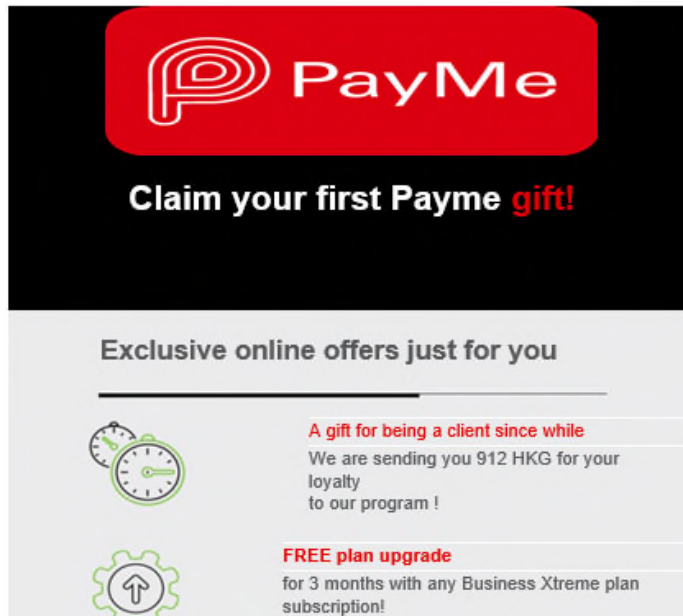 PayMe
Claim your first Payme gift!
Exclusive online offers just for you
A gift for being a client since while
We are sending you 912 HKG for your
loyalty
to our program !
FREE plan upgrade
for 3 months with any Business Xtreme plan
subscription!